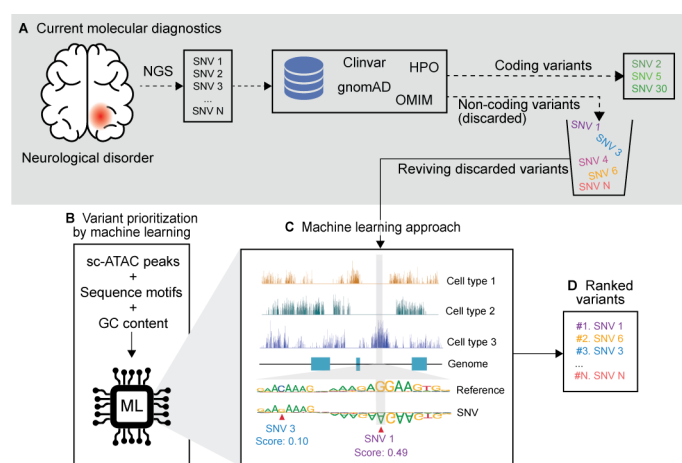 A Current molecular diagnostics
NGS
SNV 1
SNV 2
SNV 3
...
SNV N
Clinvar
HPO
gnomAD
OMIM
Coding variants
Non-coding variants
(discarded)
SNV 2
SNV 5
SNV 30
SNV 1
SNV 3
SNV 4
SNV 6
SNV N
Neurological disorder
Reviving discarded variants
B Variant prioritization
by machine learning
sc-ATAC peaks
+
Sequence motifs
+
GC content
ML
C Machine learning approach
Cell type 1
Cell type 2
Cell type 3
Genome
Reference
SNV
SNV 3
Score: 0.10
SNV 1
Score: 0.49
D Ranked
variants
#1. SNV 1
#2. SNV 6
#3. SNV 3
...
#N. SNV N